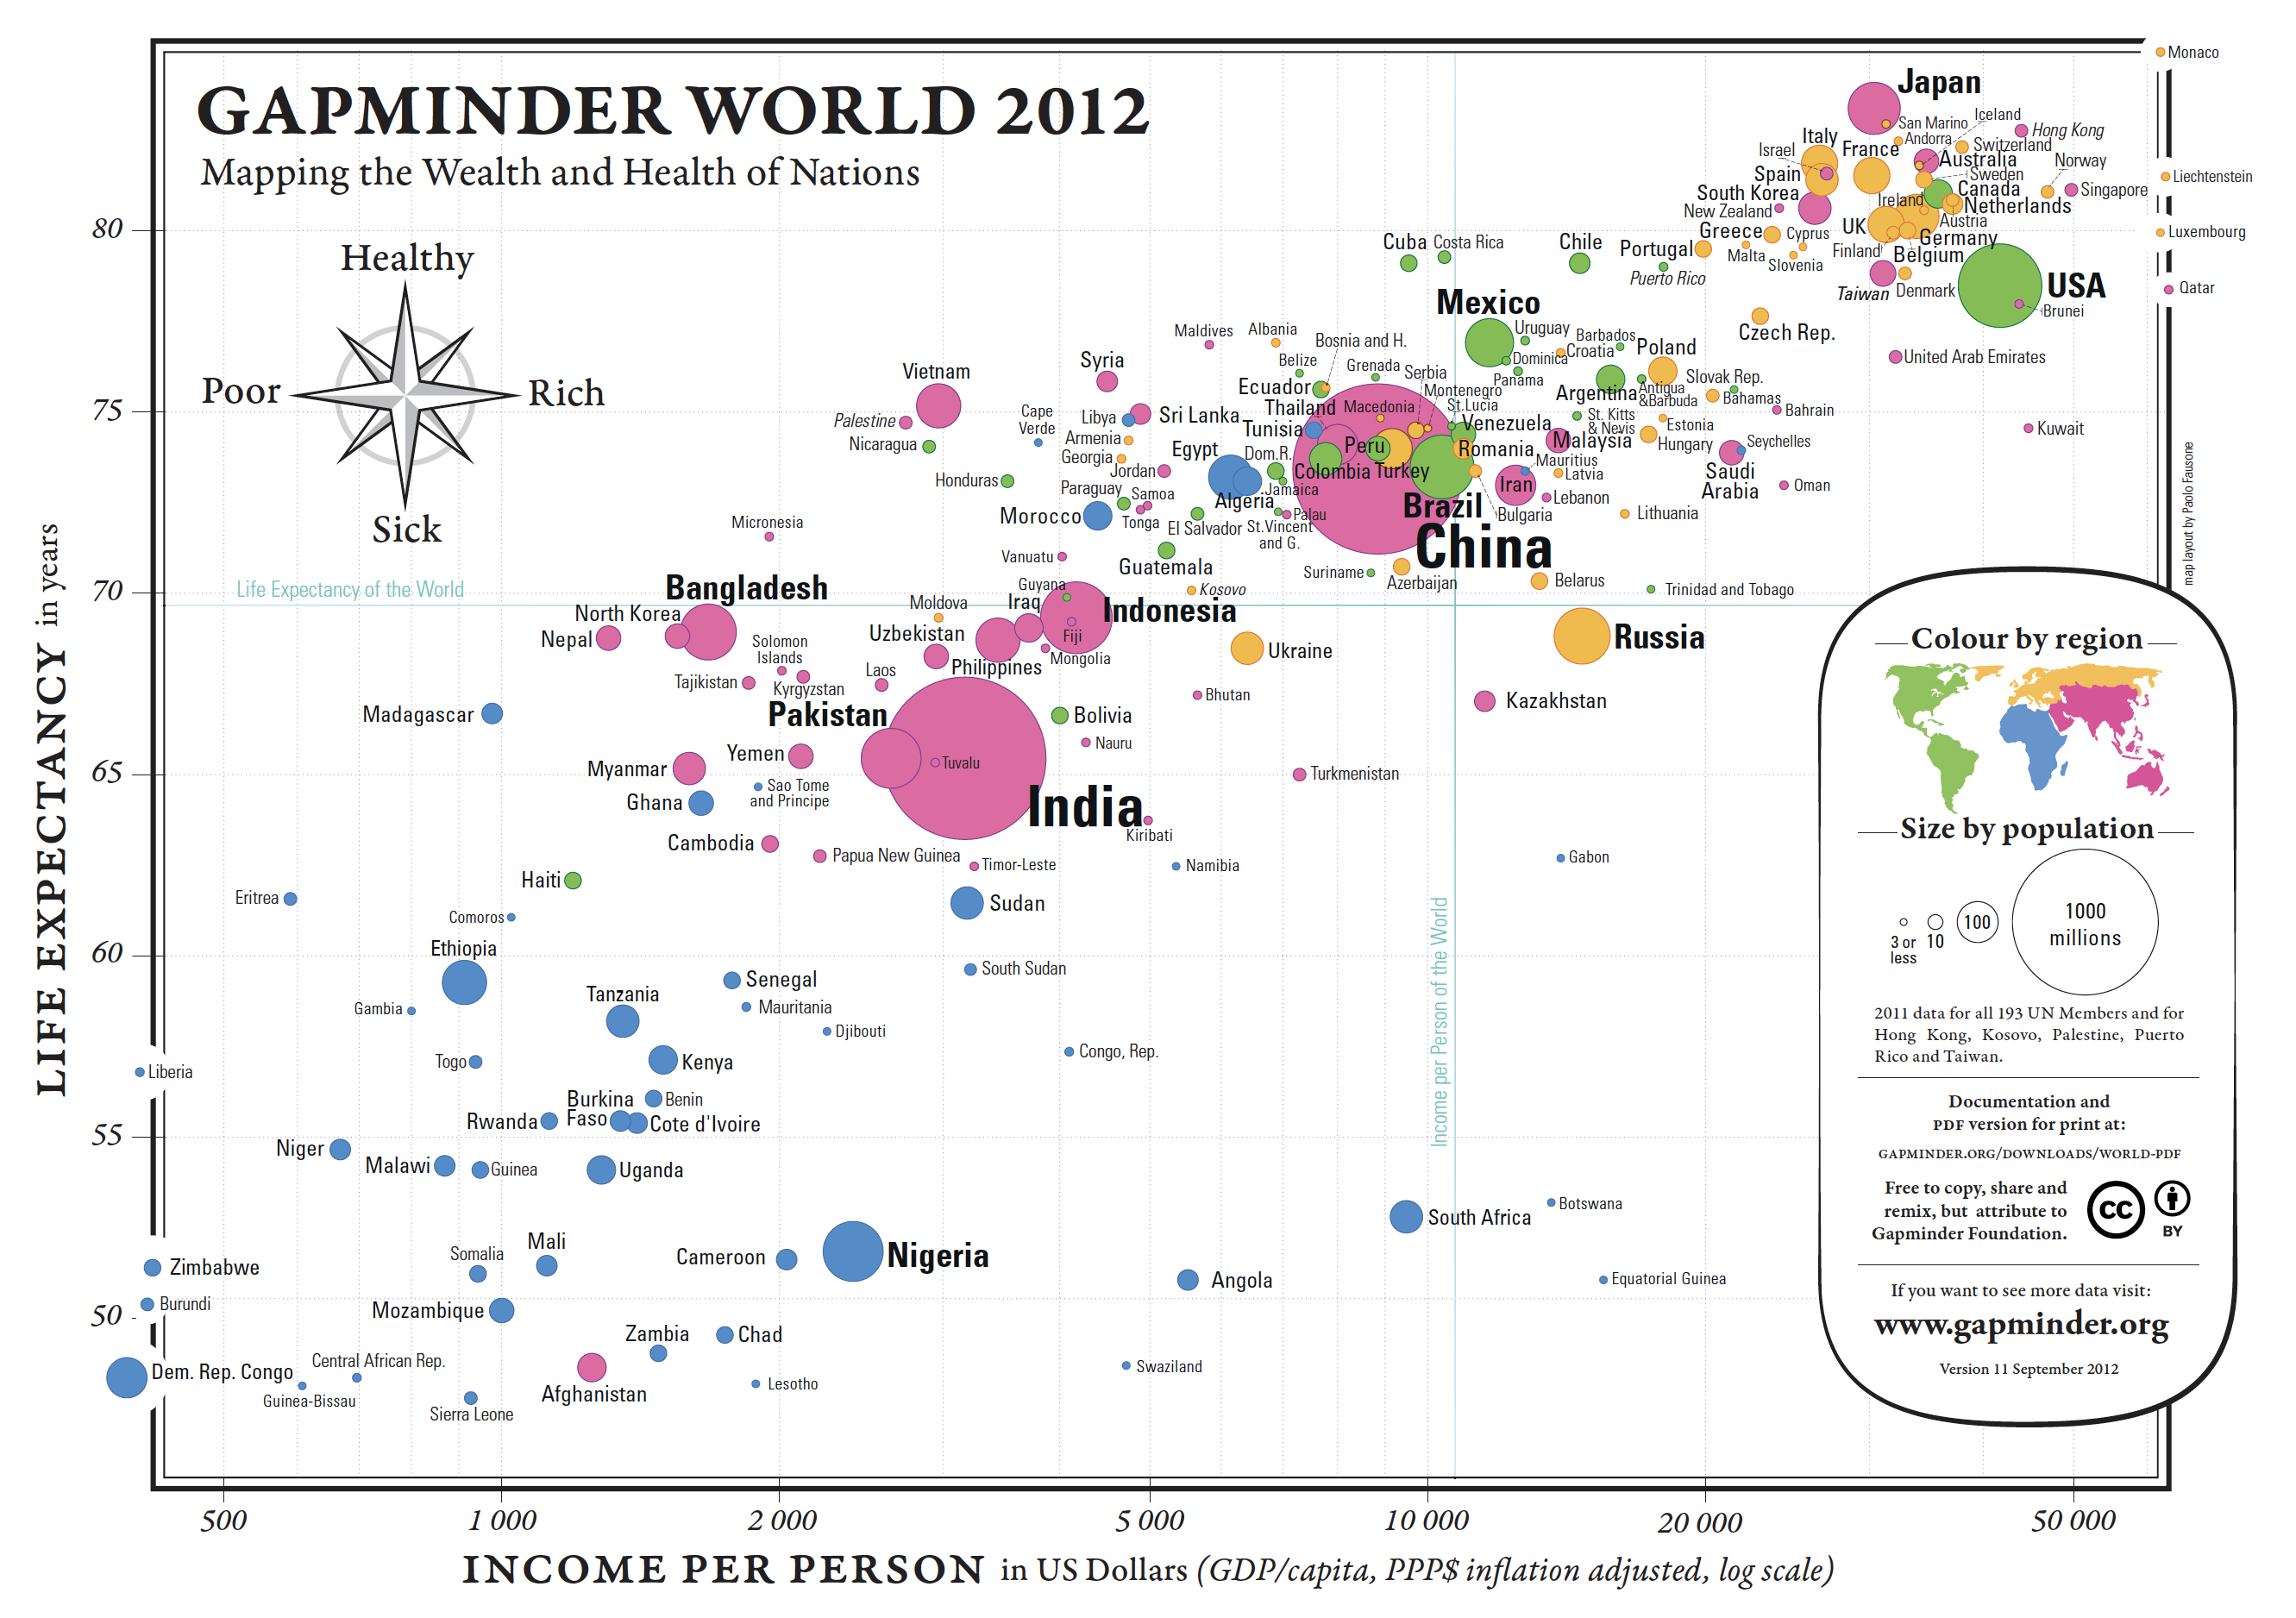 GAPMINDER WORLD 2012
Mapping the Wealth and Health of Nations
Healthy
Poor
Rich
Sick
LIFE EXPECTANCY in years
80
75
70
65
60
55
50
Life Expectancy of the World
Income per Person of the World
Monaco
Japan
Iceland
San Marino
Hong Kong
Andorra
Italy
France
Switzerland
Israel
Australia
Norway
Spain
Sweden
Liechtenstein
South Korea
Canada
Singapore
Ireland
Netherlands
New Zealand
Austria
UK
Greece
Cyprus
Germany
Luxembourg
Cuba
Costa Rica
Chile
Portugal
Malta
Slovenia
Finland
Belgium
Puerto Rico
Taiwan
Denmark
USA
Qatar
Mexico
Brunei
Czech Rep.
Maldives
Albania
Bosnia and H.
Uruguay
Barbados
Croatia
Poland
United Arab Emirates
Syria
Belize
Grenada
Serbia
Dominica
Panama
Vietnam
Ecuador
Montenegro
Argentina
Antigua
&Barbuda
Slovak Rep.
Bahamas
Cape
Verde
Libya
Sri Lanka
Thailand
Macedonia
St.Lucia
St. Kitts
& Nevis
Bahrain
Palestine
Tunisia
Venezuela
Estonia
Kuwait
Nicaragua
Armenia
Georgia
Egypt
Dom.R.
Peru
Romania
Malaysia
Hungary
Seychelles
Jordan
Colombia
Turkey
Mauritius
Latvia
Saudi
Arabia
Honduras
Paraguay
Samoa
Algeria
Jamaica
Iran
Lebanon
Oman
Morocco
Tonga
El Salvador
St.Vincent
and G.
Palau
Brazil
Bulgaria
Lithuania
Micronesia
China
Vanuatu
Guatemala
Suriname
Azerbaijan
Belarus
Trinidad and Tobago
Bangladesh
Guyana
Kosovo
North Korea
Moldova
Iraq
Indonesia
Nepal
Uzbekistan
Fiji
Ukraine
Russia
Solomon
Islands
Philippines
Mongolia
Tajikistan
Kyrgyzstan
Laos
Bhutan
Kazakhstan
Madagascar
Pakistan
Bolivia
Nauru
Myanmar
Yemen
Tuvalu
Turkmenistan
Ghana
Sao Tome
and Principe
India
Kiribati
Cambodia
Papua New Guinea
Timor-Leste
Namibia
Gabon
Haiti
Eritrea
Comoros
Sudan
Ethiopia
South Sudan
Senegal
Gambia
Tanzania
Mauritania
Djibouti
Togo
Kenya
Congo, Rep.
Liberia
Burkina
Faso
Benin
Rwanda
Cote d'Ivoire
Niger
Malawi
Guinea
Uganda
South Africa
Botswana
Zimbabwe
Somalia
Mali
Cameroon
Nigeria
Angola
Equatorial Guinea
Burundi
Mozambique
Zambia
Chad
Dem. Rep. Congo
Central African Rep.
Guinea-Bissau
Sierra Leone
Afghanistan
Lesotho
Swaziland
map layout by Paolo Fausone
Colour by region
Size by population
3 or
less
10
100
1000
millions
2011 data for all 193 UN Members and for
Hong Kong, Kosovo, Palestine, Puerto
Rico and Taiwan.
Documentation and
PDF version for print at:
GAPMINDER.ORG/DOWNLOADS/WORLD-PDF
Free to copy, share and
remix, but attribute to
Gapminder Foundation.
CC
BY
If you want to see more data visit:
www.gapminder.org
Version 11 September 2012
500
1 000
2 000
5 000
10 000
20 000
50 000
INCOME PER PERSON in US Dollars (GDP/capita, PPP$ inflation adjusted, log scale)